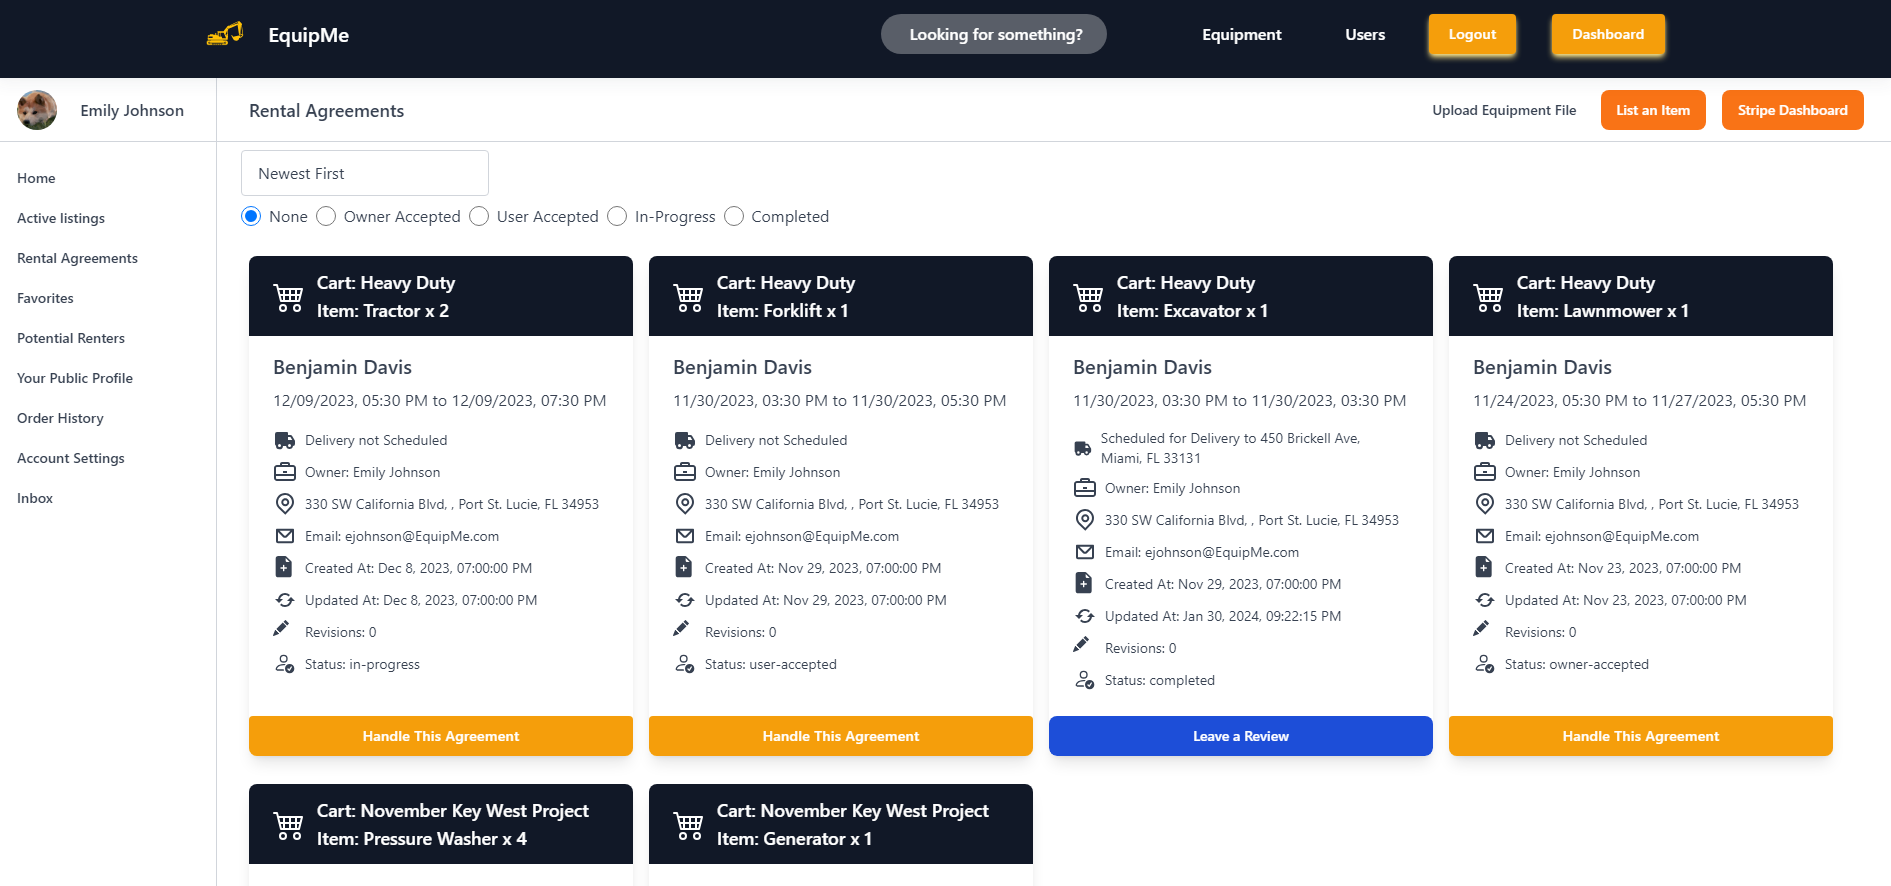 EquipMe
Looking for something?
Equipment
Users
Logout
Dashboard
Emily Johnson
Rental Agreements
Upload Equipment File
List an Item
Stripe Dashboard
Home
Active listings
Rental Agreements
Favorites
Potential Renters
Your Public Profile
Order History
Account Settings
Inbox
Newest First
None
Owner Accepted
User Accepted
In-Progress
Completed
Cart: Heavy Duty
Item: Tractor x 2
Benjamin Davis
12/09/2023, 05:30 PM to 12/09/2023, 07:30 PM
Delivery not Scheduled
Owner: Emily Johnson
330 SW California Blvd, , Port St. Lucie, FL 34953
Email: ejohnson@EquipMe.com
Created At: Dec 8, 2023, 07:00:00 PM
Updated At: Dec 8, 2023, 07:00:00 PM
Revisions: 0
Status: in-progress
Handle This Agreement
Cart: Heavy Duty
Item: Forklift x 1
Benjamin Davis
11/30/2023, 03:30 PM to 11/30/2023, 05:30 PM
Delivery not Scheduled
Owner: Emily Johnson
330 SW California Blvd, , Port St. Lucie, FL 34953
Email: ejohnson@EquipMe.com
Created At: Nov 29, 2023, 07:00:00 PM
Updated At: Nov 29, 2023, 07:00:00 PM
Revisions: 0
Status: user-accepted
Handle This Agreement
Cart: Heavy Duty
Item: Excavator x 1
Benjamin Davis
11/30/2023, 03:30 PM to 11/30/2023, 03:30 PM
Scheduled for Delivery to 450 Brickell Ave,
Miami, FL 33131
Owner: Emily Johnson
330 SW California Blvd, , Port St. Lucie, FL 34953
Email: ejohnson@EquipMe.com
Created At: Nov 29, 2023, 07:00:00 PM
Updated At: Jan 30, 2024, 09:22:15 PM
Revisions: 0
Status: completed
Leave a Review
Cart: Heavy Duty
Item: Lawnmower x 1
Benjamin Davis
11/24/2023, 05:30 PM to 11/27/2023, 05:30 PM
Delivery not Scheduled
Owner: Emily Johnson
330 SW California Blvd, , Port St. Lucie, FL 34953
Email: ejohnson@EquipMe.com
Created At: Nov 23, 2023, 07:00:00 PM
Updated At: Nov 23, 2023, 07:00:00 PM
Revisions: 0
Status: owner-accepted
Handle This Agreement
Cart: November Key West Project
Item: Pressure Washer x 4
Cart: November Key West Project
Item: Generator x 1